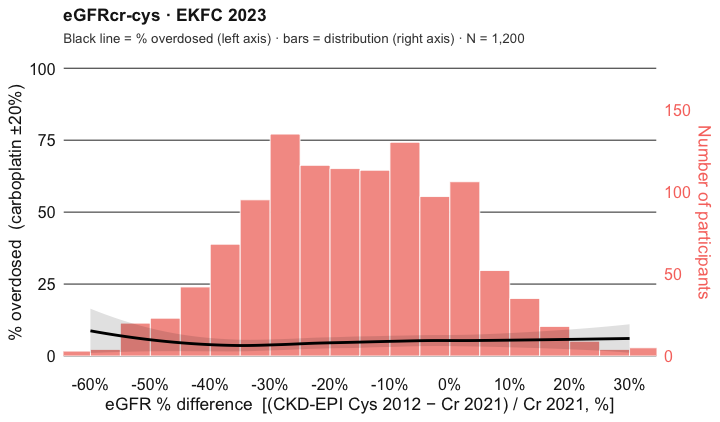 eGFRcr-cys · EKFC 2023
Black line = % overdosed (left axis) · bars = distribution (right axis) · N = 1,200
% overdosed (carboplatin ±20%)
100
75
50
25
0
150
100
50
0
Number of participants
-60% -50% -40% -30% -20% -10% 0% 10% 20% 30%
eGFR % difference [(CKD-EPI Cys 2012 − Cr 2021) / Cr 2021, %]